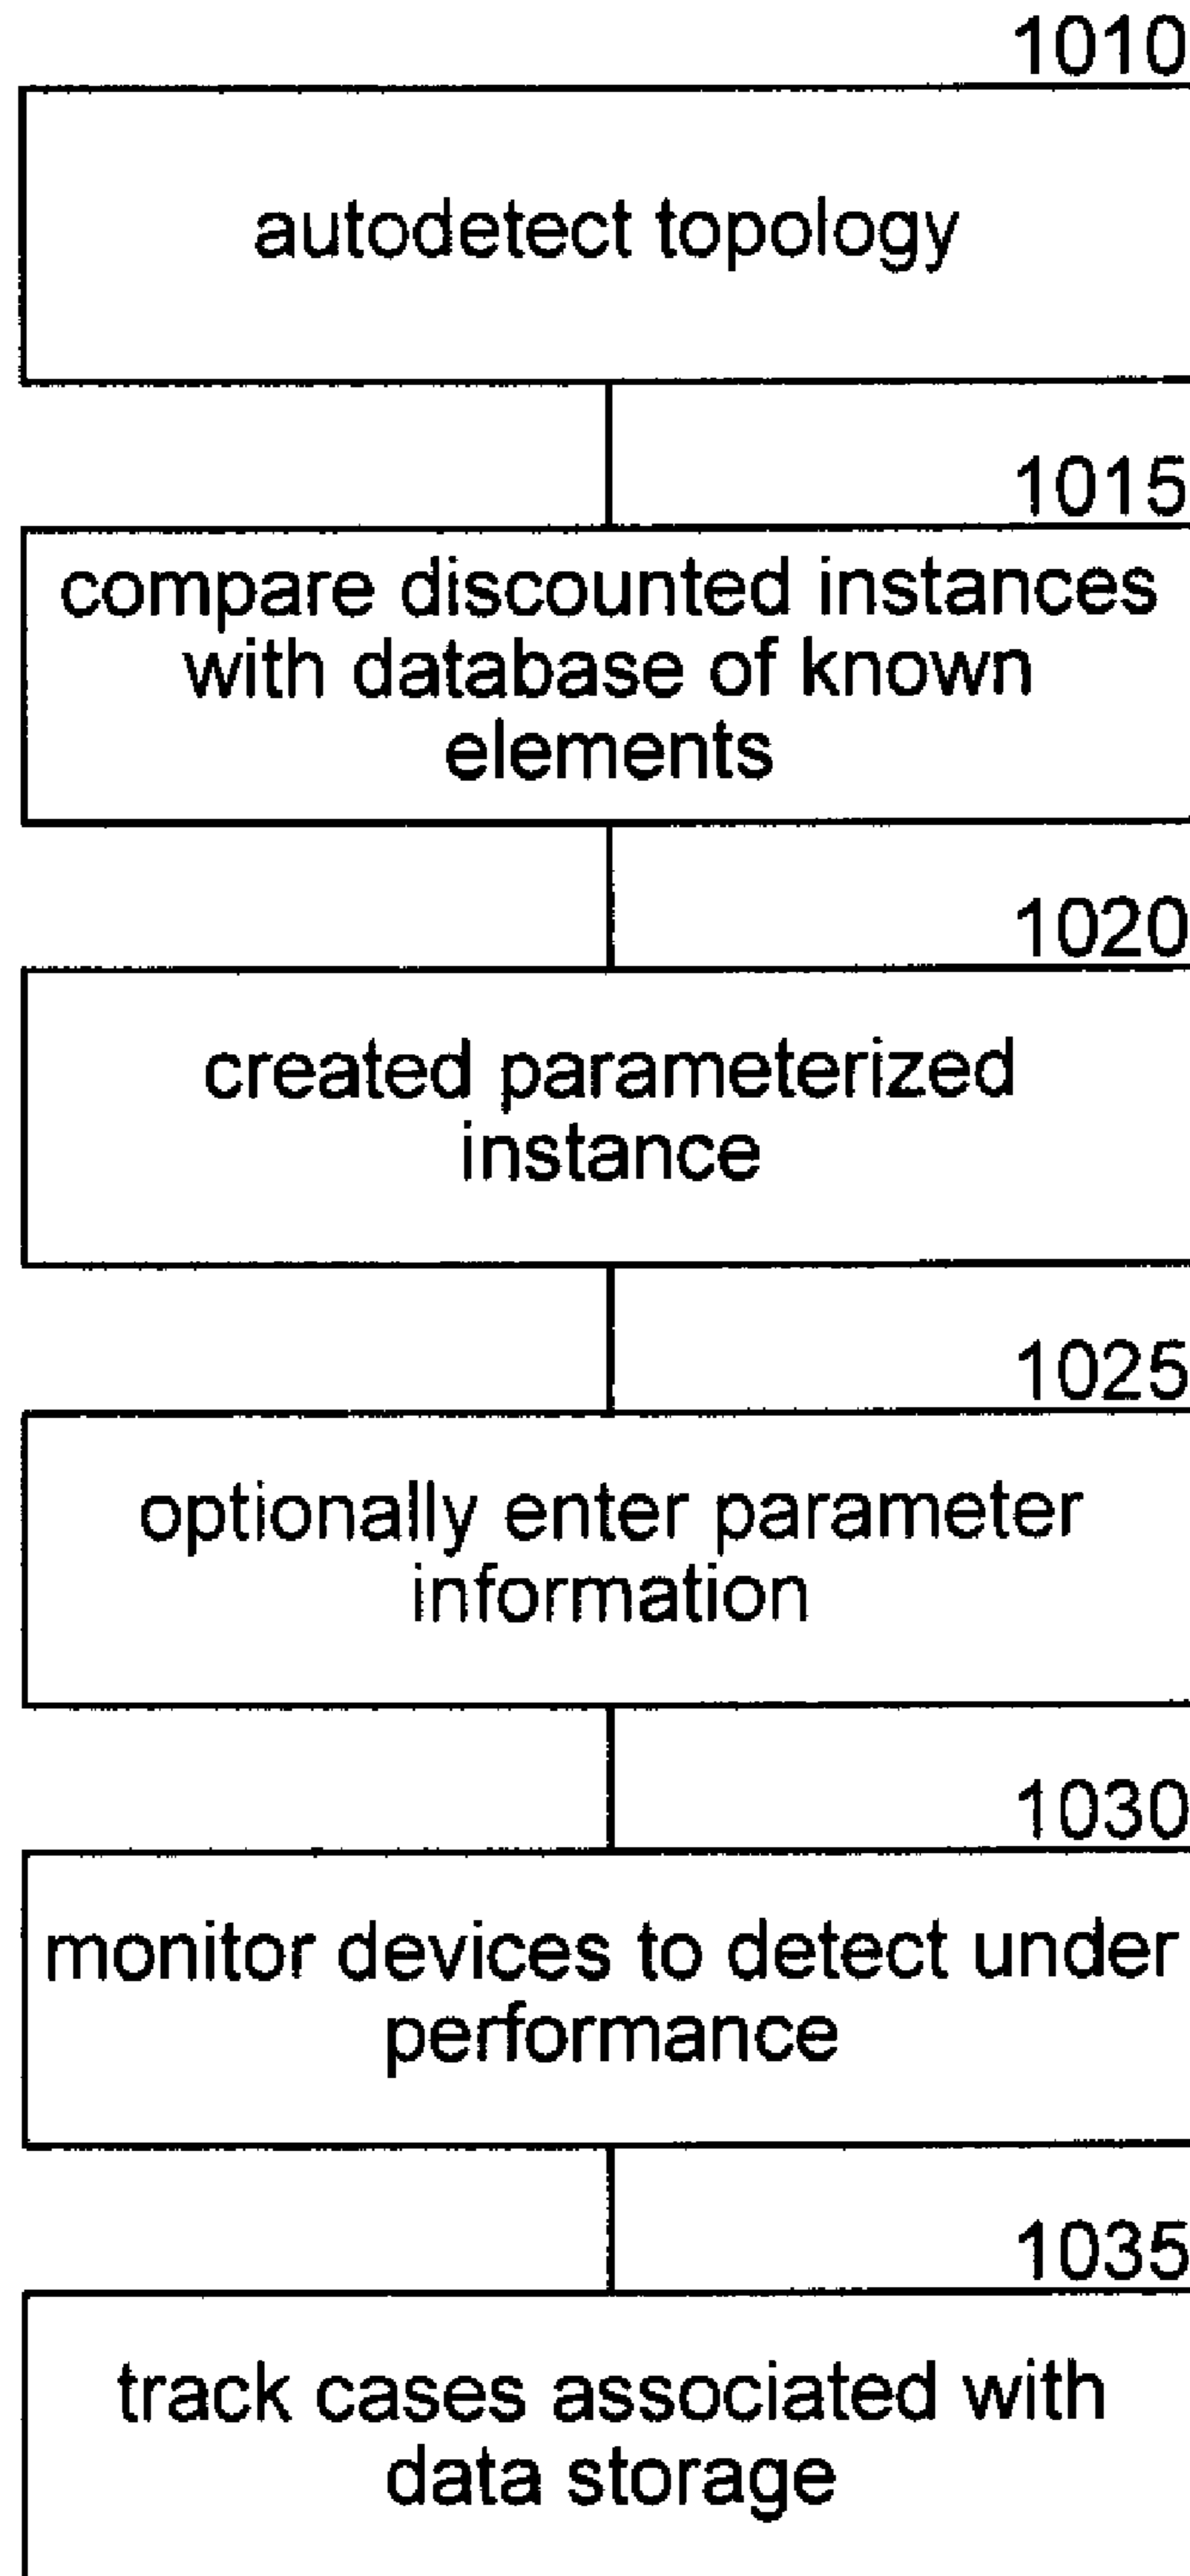 1010
autodetect topology
1015
compare discounted instances
with database of known
elements
1020
created parameterized
instance
1025
optionally enter parameter
information
1030
monitor devices to detect under
performance
1035
track cases associated with
data storage